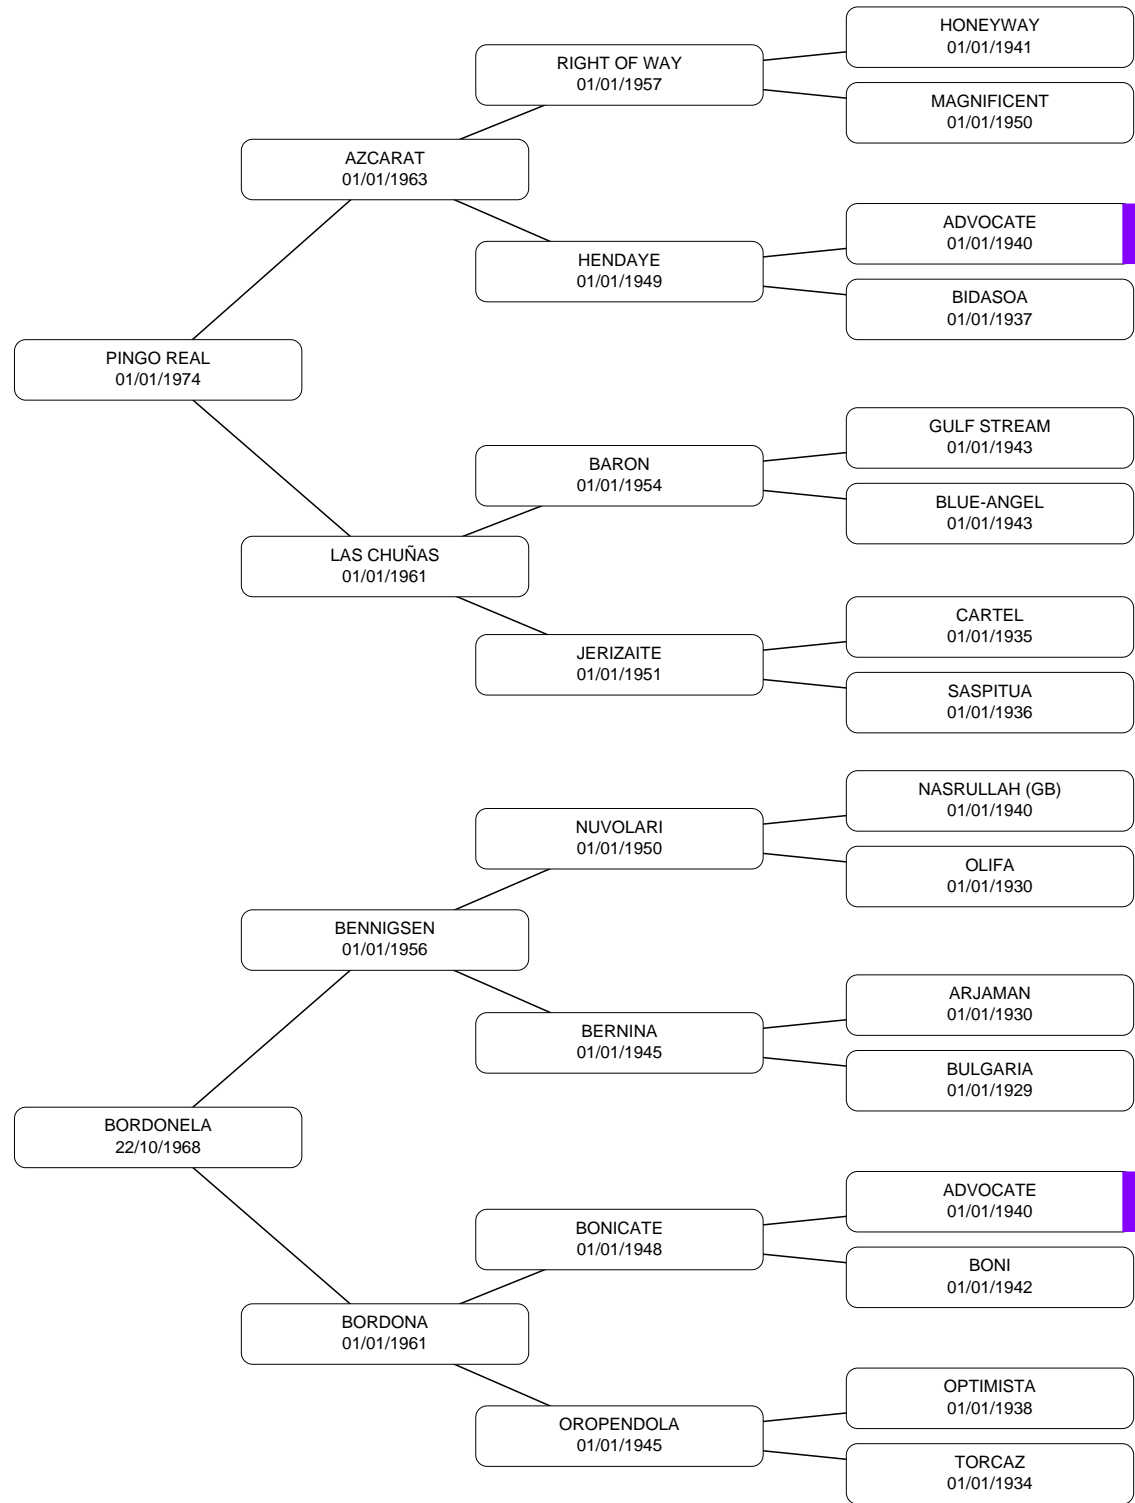 HONEYWAY
01/01/1941
RIGHT OF WAY
01/01/1957
MAGNIFICENT
01/01/1950
AZCARAT
01/01/1963
ADVOCATE
01/01/1940
HENDAYE
01/01/1949
BIDASOA
01/01/1937
PINGO REAL
01/01/1974
GULF STREAM
01/01/1943
BARON
01/01/1954
BLUE-ANGEL
01/01/1943
LAS CHUÑAS
01/01/1961
CARTEL
01/01/1935
JERIZAITE
01/01/1951
SASPITUA
01/01/1936
NASRULLAH (GB)
01/01/1940
NUVOLARI
01/01/1950
OLIFA
01/01/1930
BENNIGSEN
01/01/1956
ARJAMAN
01/01/1930
BERNINA
01/01/1945
BULGARIA
01/01/1929
BORDONELA
22/10/1968
ADVOCATE
01/01/1940
BONICATE
01/01/1948
BONI
01/01/1942
BORDONA
01/01/1961
OPTIMISTA
01/01/1938
OROPENDOLA
01/01/1945
TORCAZ
01/01/1934